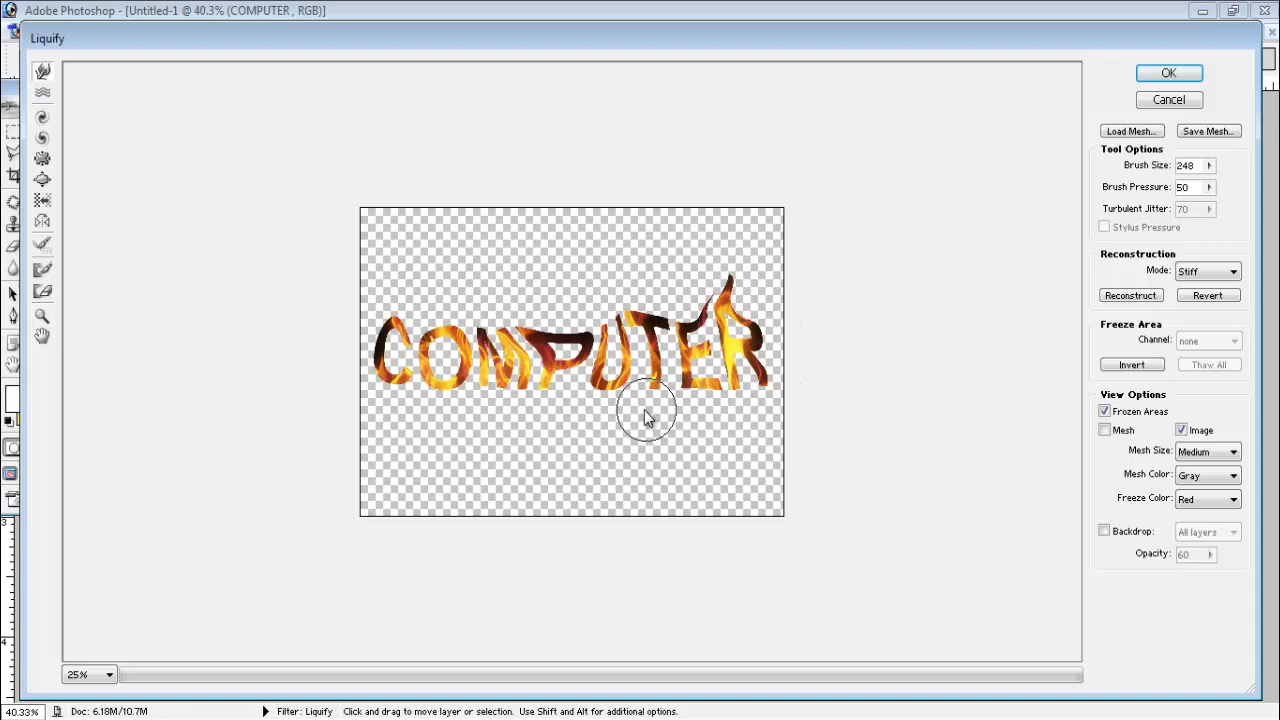 Adobe Photoshop - [Untitled-1 @ 40.3% (COMPUTER , RGB)]
Liquify
OK
Cancel
Load Mesh... Save Mesh...
Tool Options
Brush Size: 248
Brush Pressure: 50
Turbulent Jitter: 70
Stylus Pressure
Reconstruction
Mode: Stiff
Reconstruct Revert
Freeze Area
Channel: none
Invert Thaw All
View Options
Frozen Areas
Mesh Image
Mesh Size: Medium
Mesh Color: Gray
Freeze Color: Red
Backdrop: All layers
Opacity: 60
COMPUTER
3
4
25%
40.33% Doc: 6.18M/10.7M Filter: Liquify Click and drag to move layer or selection. Use Shift and Alt for additional options.